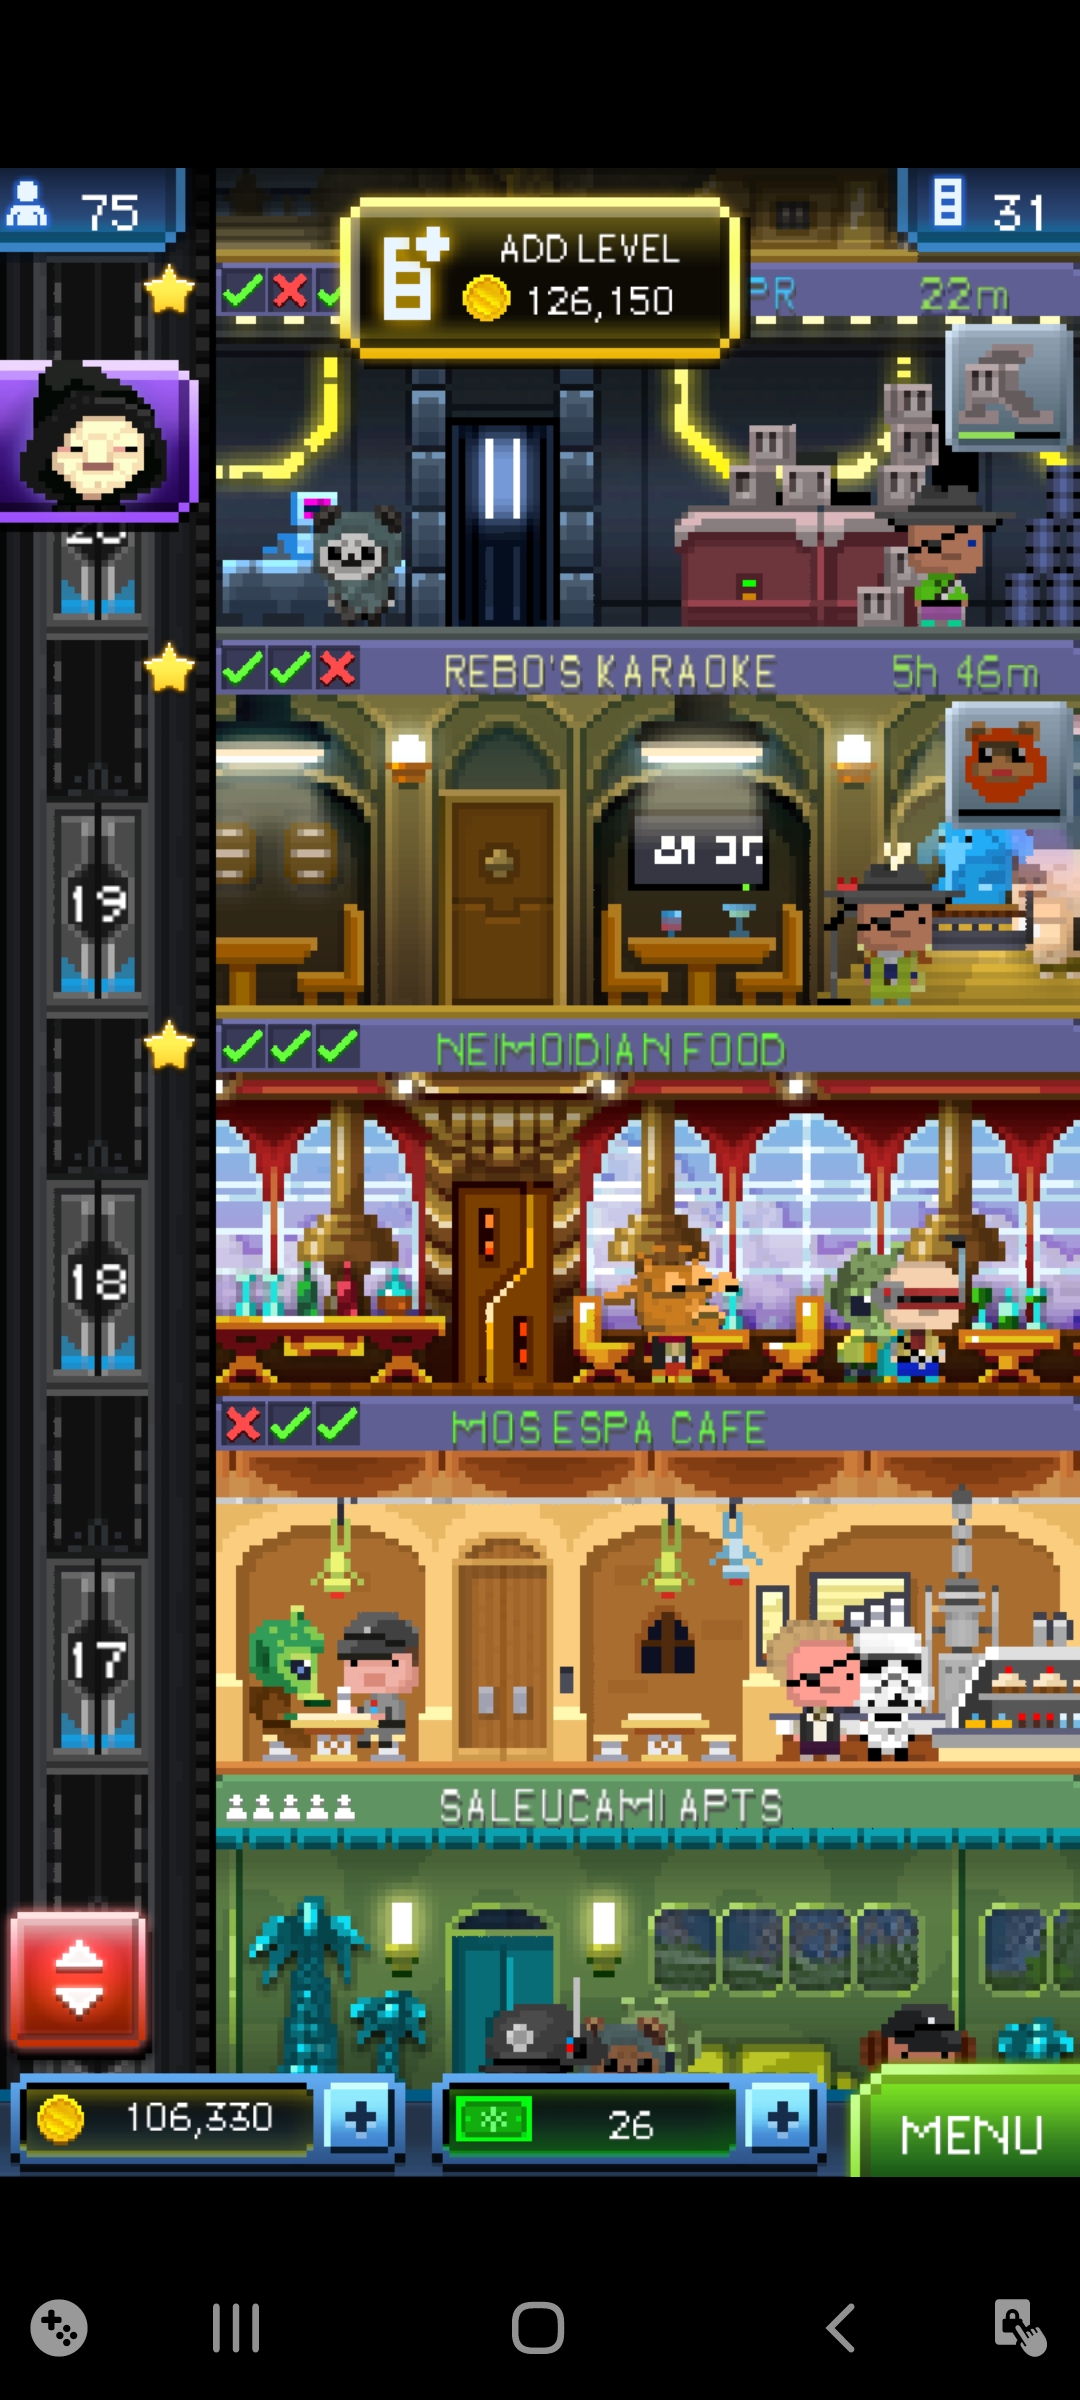 75
ADD LEVEL
126,150
31
PR
22m
REBO'S KARAOKE
5h 46m
19
NEIMOIDIAN FOOD
18
MOS ESPA CAFE
17
SALEUCAMI APTS
106,330
26
MENU